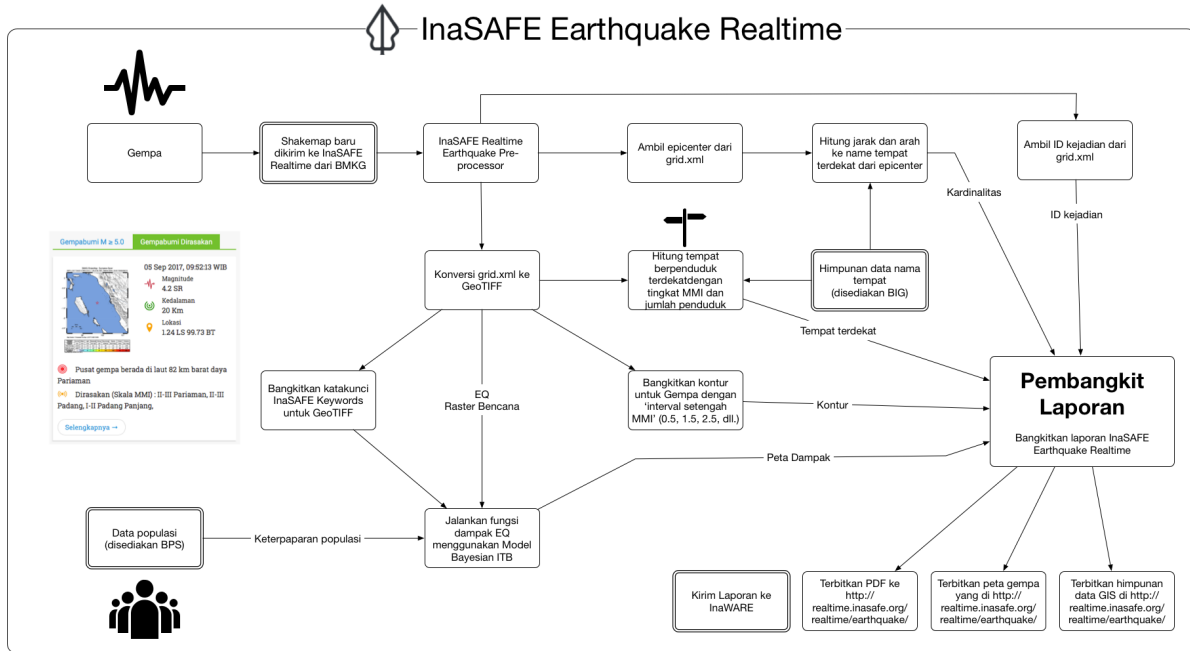 InaSAFE Earthquake Realtime
Gempa
Shakemap baru
dikirim ke InaSAFE
Realtime dari BMKG
InaSAFE Realtime
Earthquake Pre-
processor
Ambil epicenter dari
grid.xml
Hitung jarak dan arah
ke name tempat
terdekat dari epicenter
Ambil ID kejadian dari
grid.xml
Kardinalitas
ID kejadian
Gempabumi M ≥ 5.0
Gempabumi Dirasakan
05 Sep 2017, 09:52:13 WIB
Magnitude
4.2 SR
Kedalaman
20 Km
Lokasi
1.24 LS 99.73 BT
Pusat gempa berada di laut 82 km barat daya
Pariaman
Dirasakan (Skala MMI) : II-III Pariaman, II-III
Padang, I-II Padang Panjang,
Selengkapnya →
Konversi grid.xml ke
GeoTIFF
Hitung tempat
berpenduduk
terdekatdengan
tingkat MMI dan
jumlah penduduk
Himpunan data nama
tempat
(disediakan BIG)
Tempat terdekat
Bangkitkan katakunci
InaSAFE Keywords
untuk GeoTIFF
EQ
Raster Bencana
Bangkitkan kontur
untuk Gempa dengan
'interval setengah
MMI' (0.5, 1.5, 2.5, dll.)
Kontur
Pembangkit
Laporan
Bangkitkan laporan InaSAFE
Earthquake Realtime
Peta Dampak
Data populasi
(disediakan BPS)
Keterpaparan populasi
Jalankan fungsi
dampak EQ
menggunakan Model
Bayesian ITB
Kirim Laporan ke
InaWARE
Terbitkan PDF ke
http://
realtime.inasafe.org/
realtime/earthquake/
Terbitkan peta gempa
yang di http://
realtime.inasafe.org/
realtime/earthquake/
Terbitkan himpunan
data GIS di http://
realtime.inasafe.org/
realtime/earthquake/